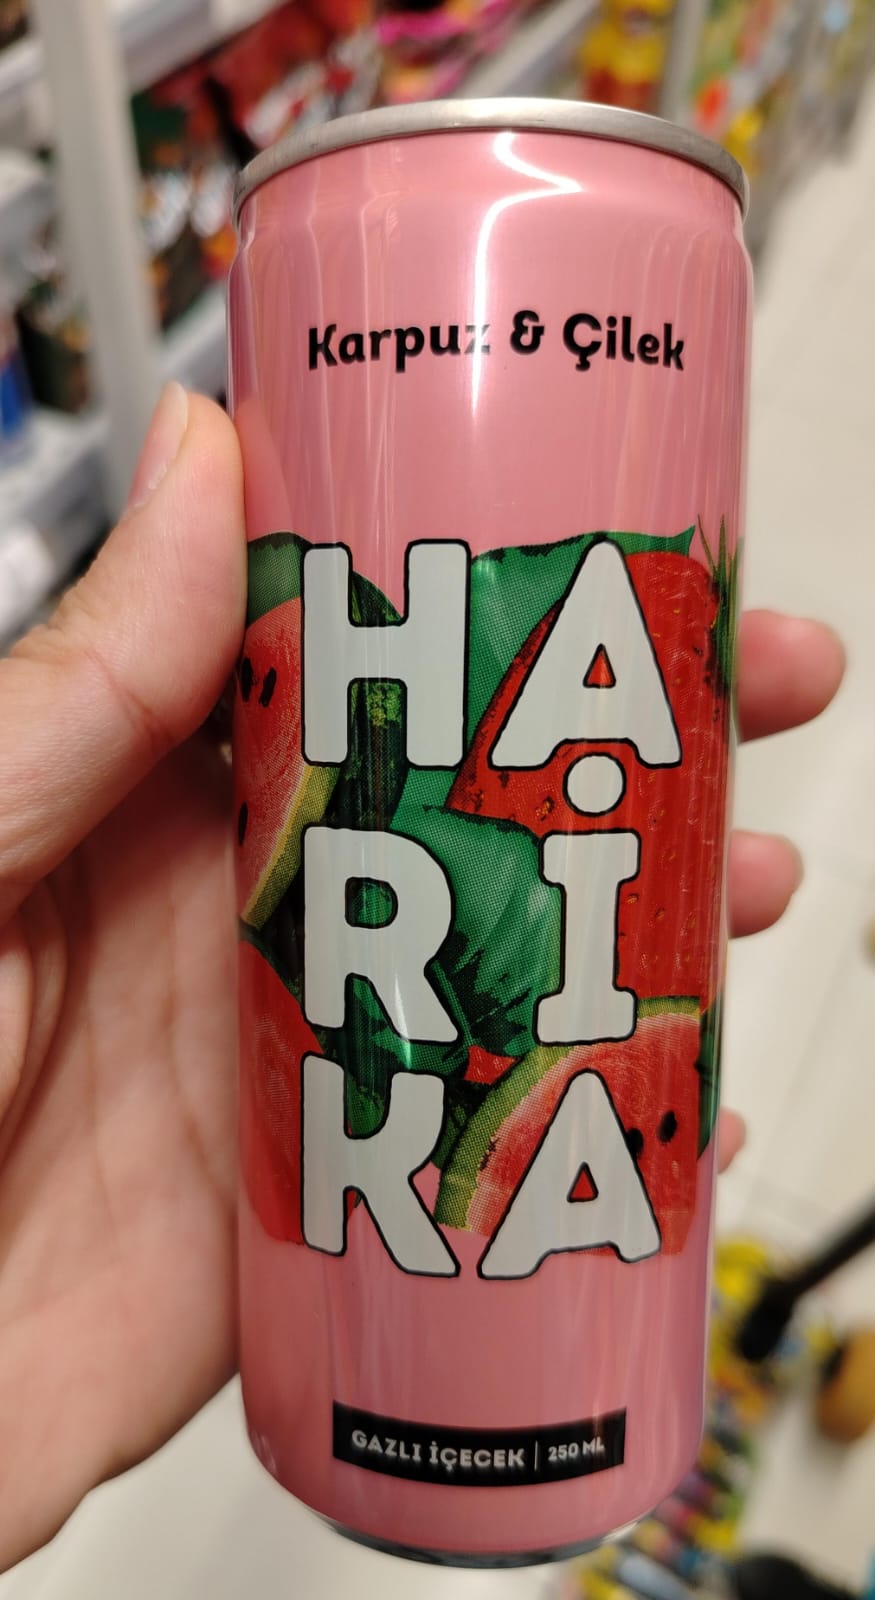 Karpuz & Çilek
HA
Rİ
KA
GAZLI İÇECEK | 250 ML